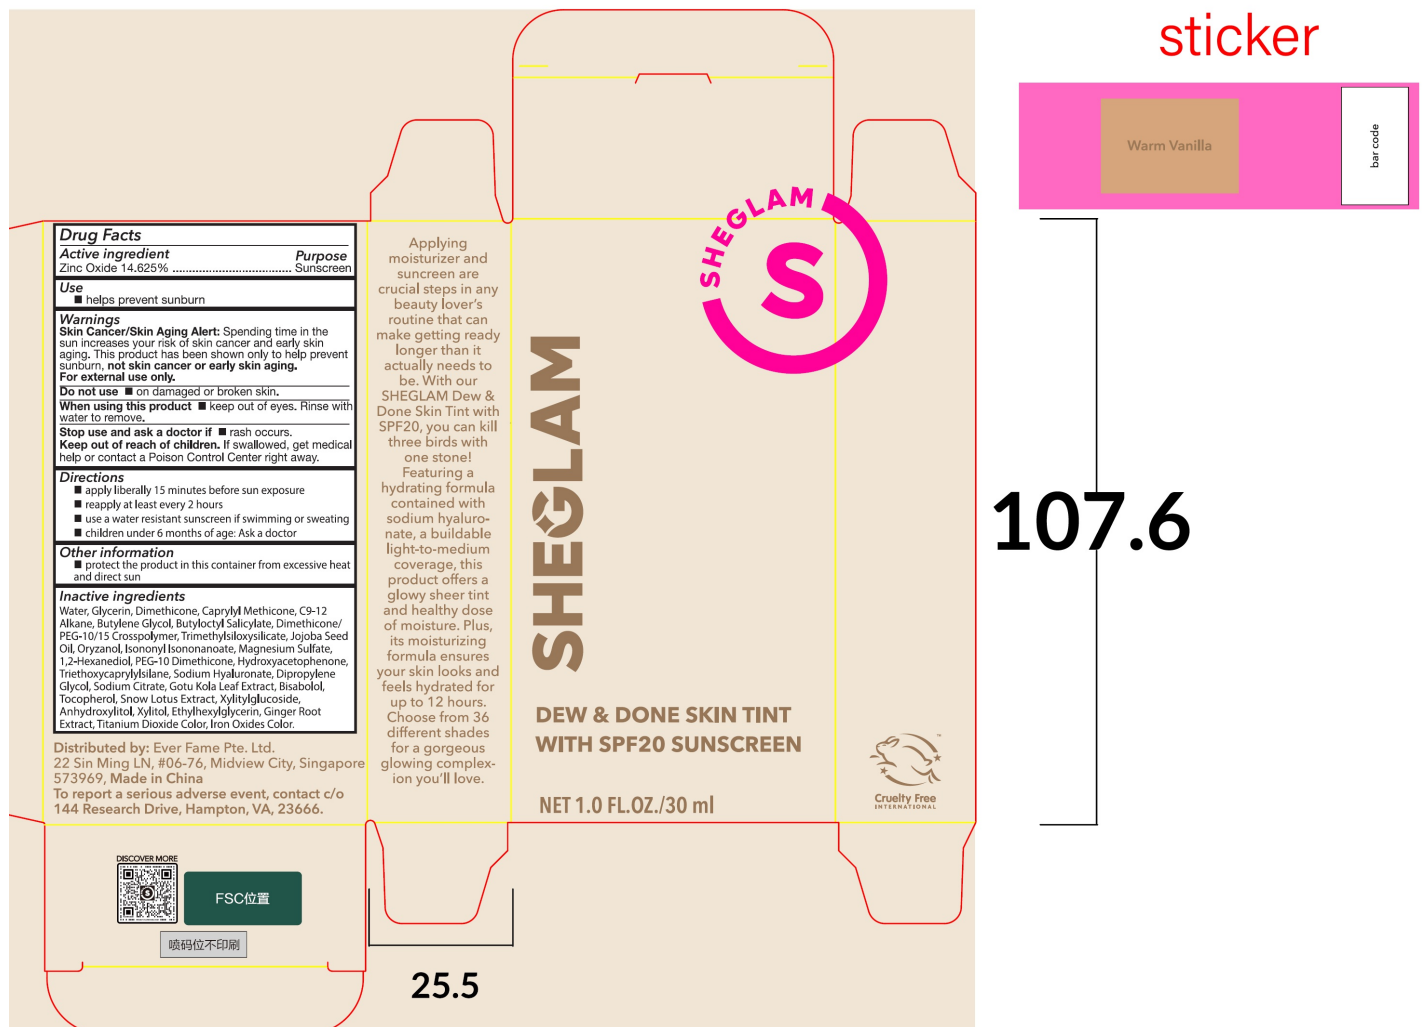 sticker
Warm Vanilla
bar code
Drug Facts
Active ingredient Purpose
Zinc Oxide 14.625% .................................... Sunscreen
Use
■ helps prevent sunburn
Warnings
Skin Cancer/Skin Aging Alert: Spending time in the
sun increases your risk of skin cancer and early skin
aging. This product has been shown only to help prevent
sunburn, not skin cancer or early skin aging.
For external use only.
Do not use ■ on damaged or broken skin.
When using this product ■ keep out of eyes. Rinse with
water to remove.
Stop use and ask a doctor if ■ rash occurs.
Keep out of reach of children. If swallowed, get medical
help or contact a Poison Control Center right away.
Directions
■ apply liberally 15 minutes before sun exposure
■ reapply at least every 2 hours
■ use a water resistant sunscreen if swimming or sweating
■ children under 6 months of age: Ask a doctor
Other information
■ protect the product in this container from excessive heat
and direct sun
Inactive ingredients
Water, Glycerin, Dimethicone, Caprylyl Methicone, C9-12
Alkane, Butylene Glycol, Butyloctyl Salicylate, Dimethicone/
PEG-10/15 Crosspolymer, Trimethylsiloxysilicate, Jojoba Seed
Oil, Oryzanol, Isononyl Isononanoate, Magnesium Sulfate,
1,2-Hexanediol, PEG-10 Dimethicone, Hydroxyacetophenone,
Triethoxycaprylylsilane, Sodium Hyaluronate, Dipropylene
Glycol, Sodium Citrate, Gotu Kola Leaf Extract, Bisabolol,
Tocopherol, Snow Lotus Extract, Xylitylglucoside,
Anhydroxylitol, Xylitol, Ethylhexylglycerin, Ginger Root
Extract, Titanium Dioxide Color, Iron Oxides Color.
Distributed by: Ever Fame Pte. Ltd.
22 Sin Ming LN, #06-76, Midview City, Singapore
573969, Made in China
To report a serious adverse event, contact c/o
144 Research Drive, Hampton, VA, 23666.
Applying
moisturizer and
suncreen are
crucial steps in any
beauty lover's
routine that can
make getting ready
longer than it
actually needs to
be. With our
SHEGLAM Dew &
Done Skin Tint with
SPF20, you can kill
three birds with
one stone!
Featuring a
hydrating formula
contained with
sodium hyaluro-
nate, a buildable
light-to-medium
coverage, this
product offers a
glowy sheer tint
and healthy dose
of moisture. Plus,
its moisturizing
formula ensures
your skin looks and
feels hydrated for
up to 12 hours.
Choose from 36
different shades
for a gorgeous
glowing complex-
ion you'll love.
SHEGLAM
S
SHEGLAM
DEW & DONE SKIN TINT
WITH SPF20 SUNSCREEN
NET 1.0 FL.OZ./30 ml
™
Cruelty Free
INTERNATIONAL
107.6
DISCOVER MORE
S
FSC位置
喷码位不印刷
25.5